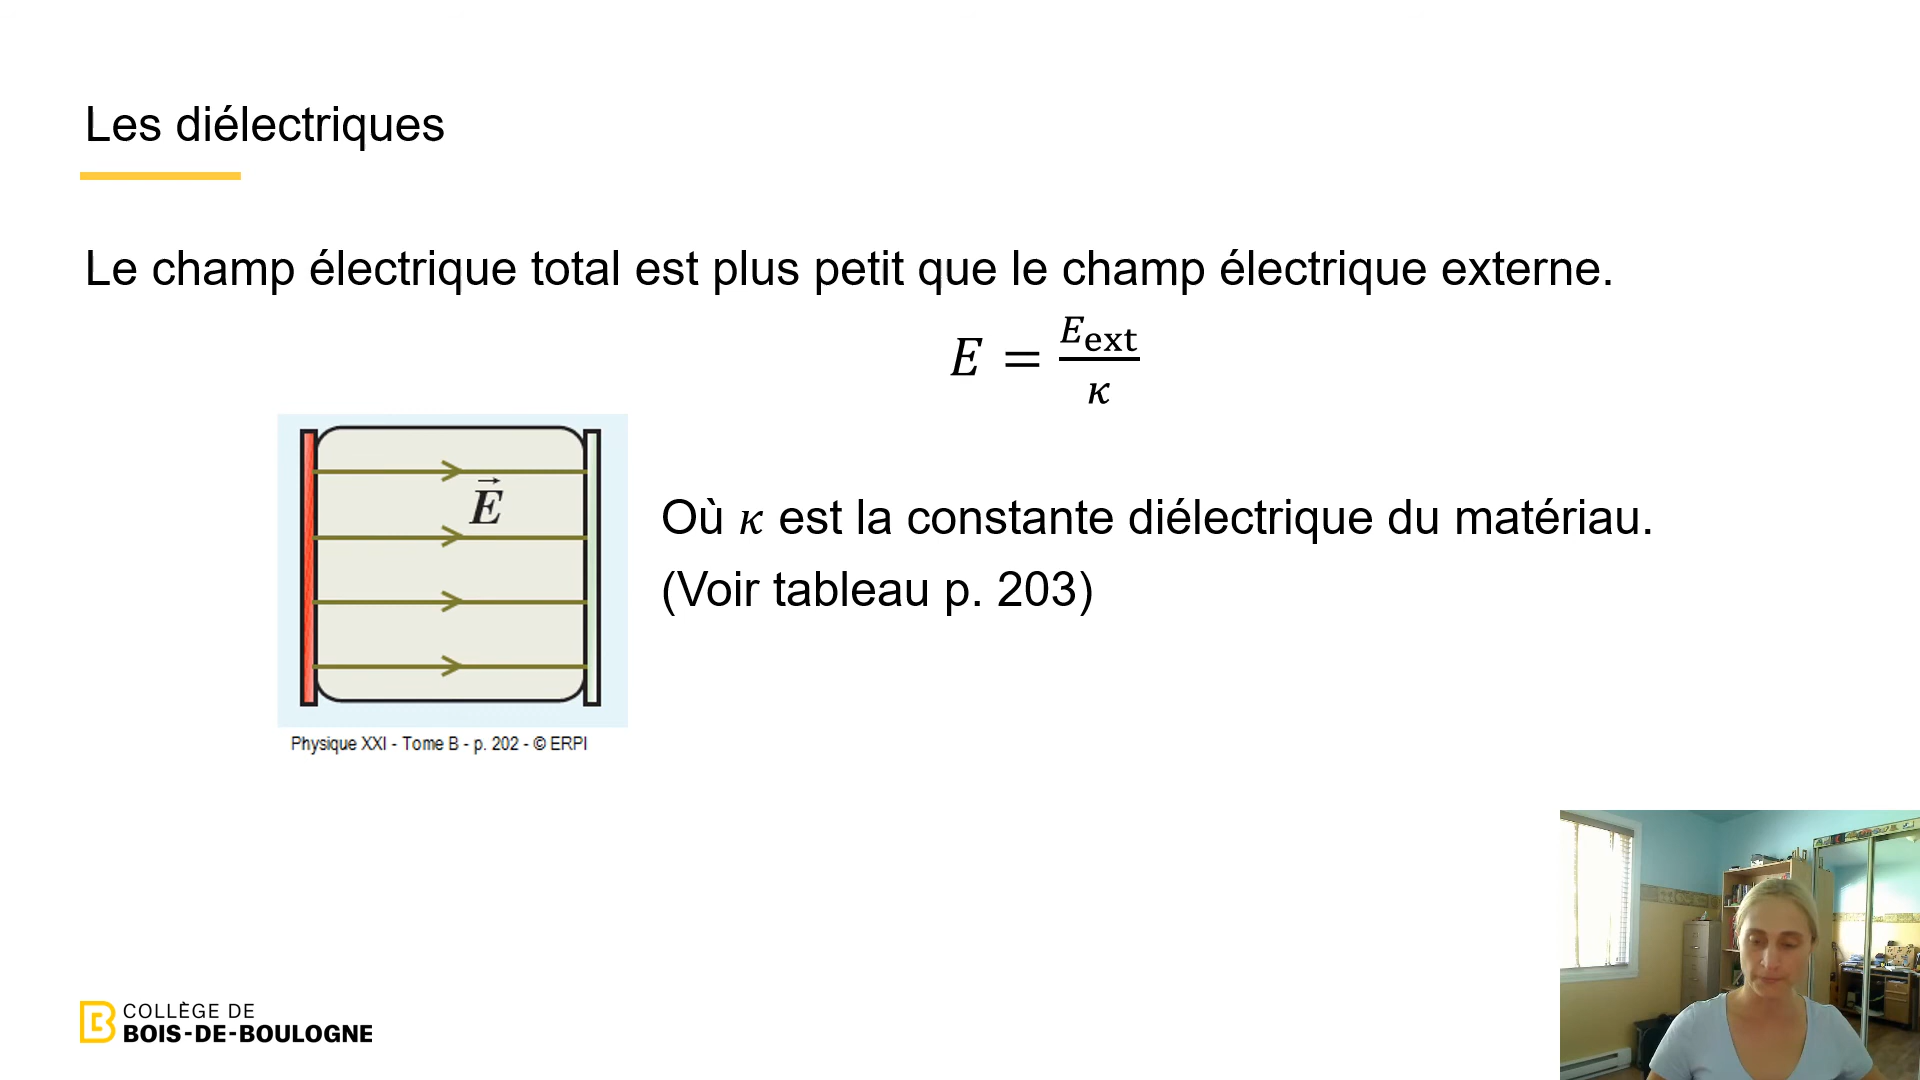 Les diélectriques
Le champ électrique total est plus petit que le champ électrique externe.
E = E_ext / κ
E⃗
Où κ est la constante diélectrique du matériau.
(Voir tableau p. 203)
Physique XXI - Tome B - p. 202 - © ERPI
COLLÈGE DE
BOIS-DE-BOULOGNE